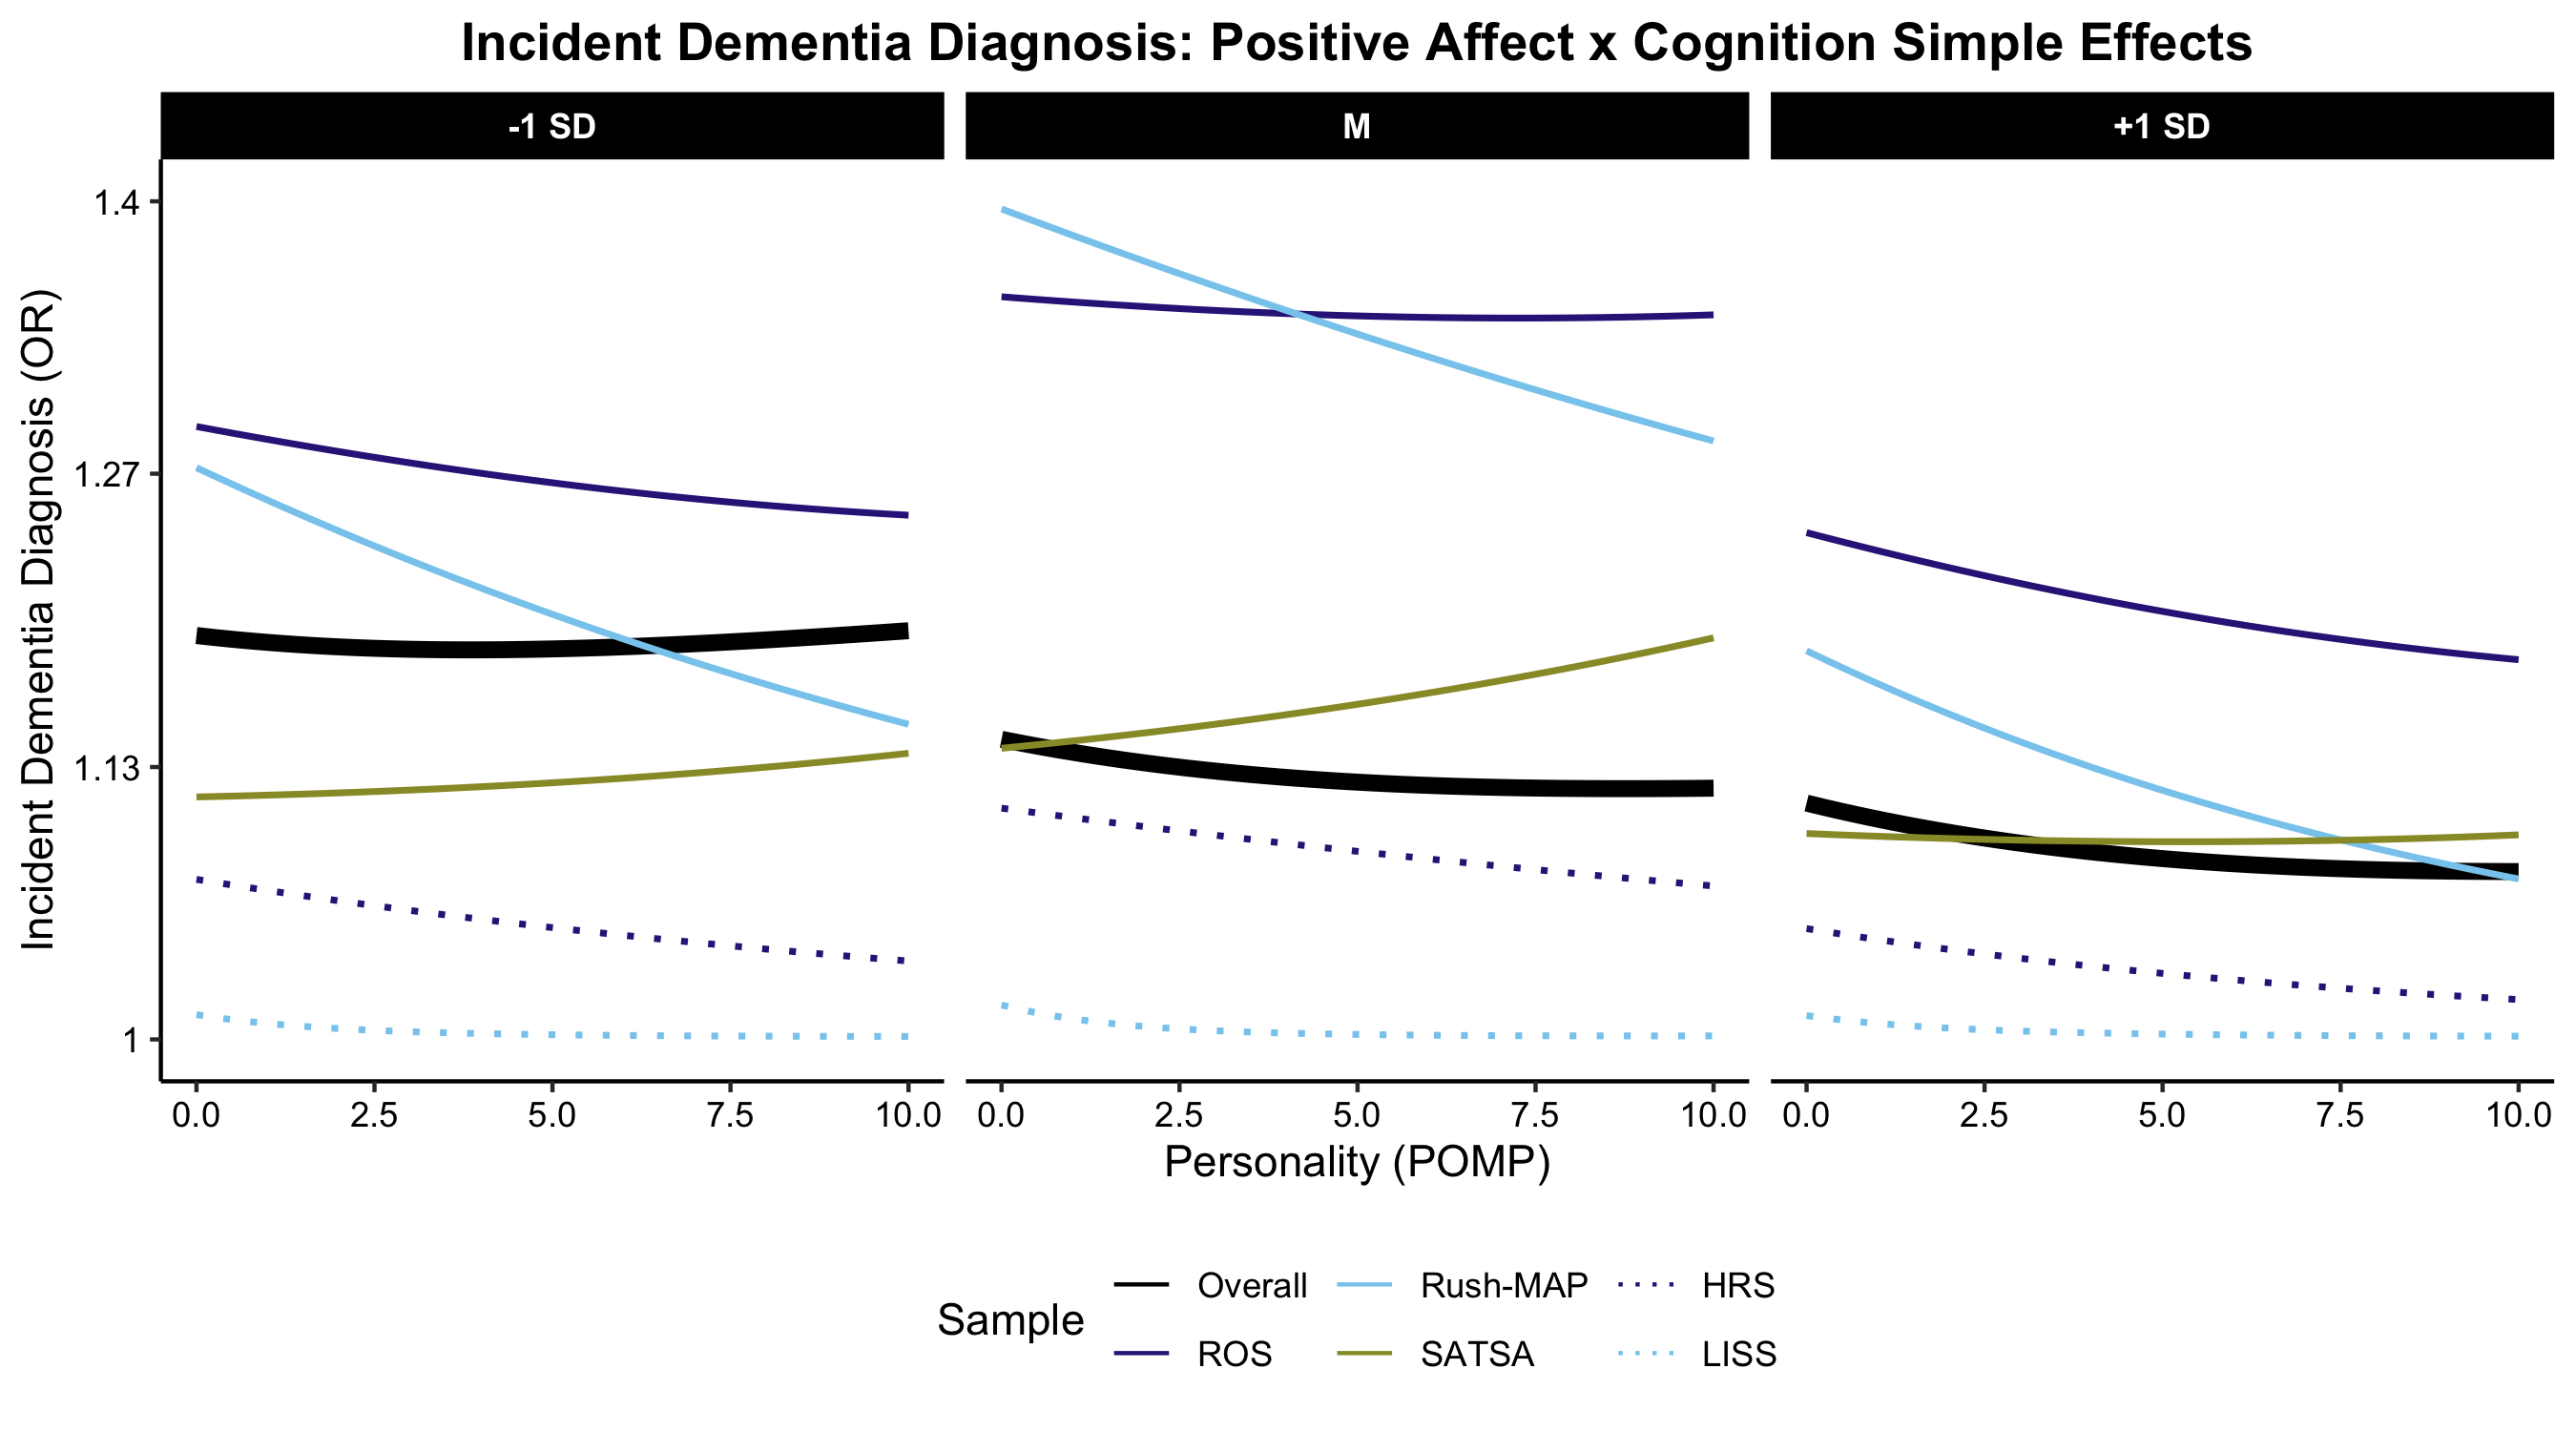 Incident Dementia Diagnosis: Positive Affect x Cognition Simple Effects
-1 SD M +1 SD
Incident Dementia Diagnosis (OR)
1.4
1.27
1.13
1
0.0 2.5 5.0 7.5 10.0 0.0 2.5 5.0 7.5 10.0 0.0 2.5 5.0 7.5 10.0
Personality (POMP)
Sample
Overall Rush-MAP HRS
ROS SATSA LISS